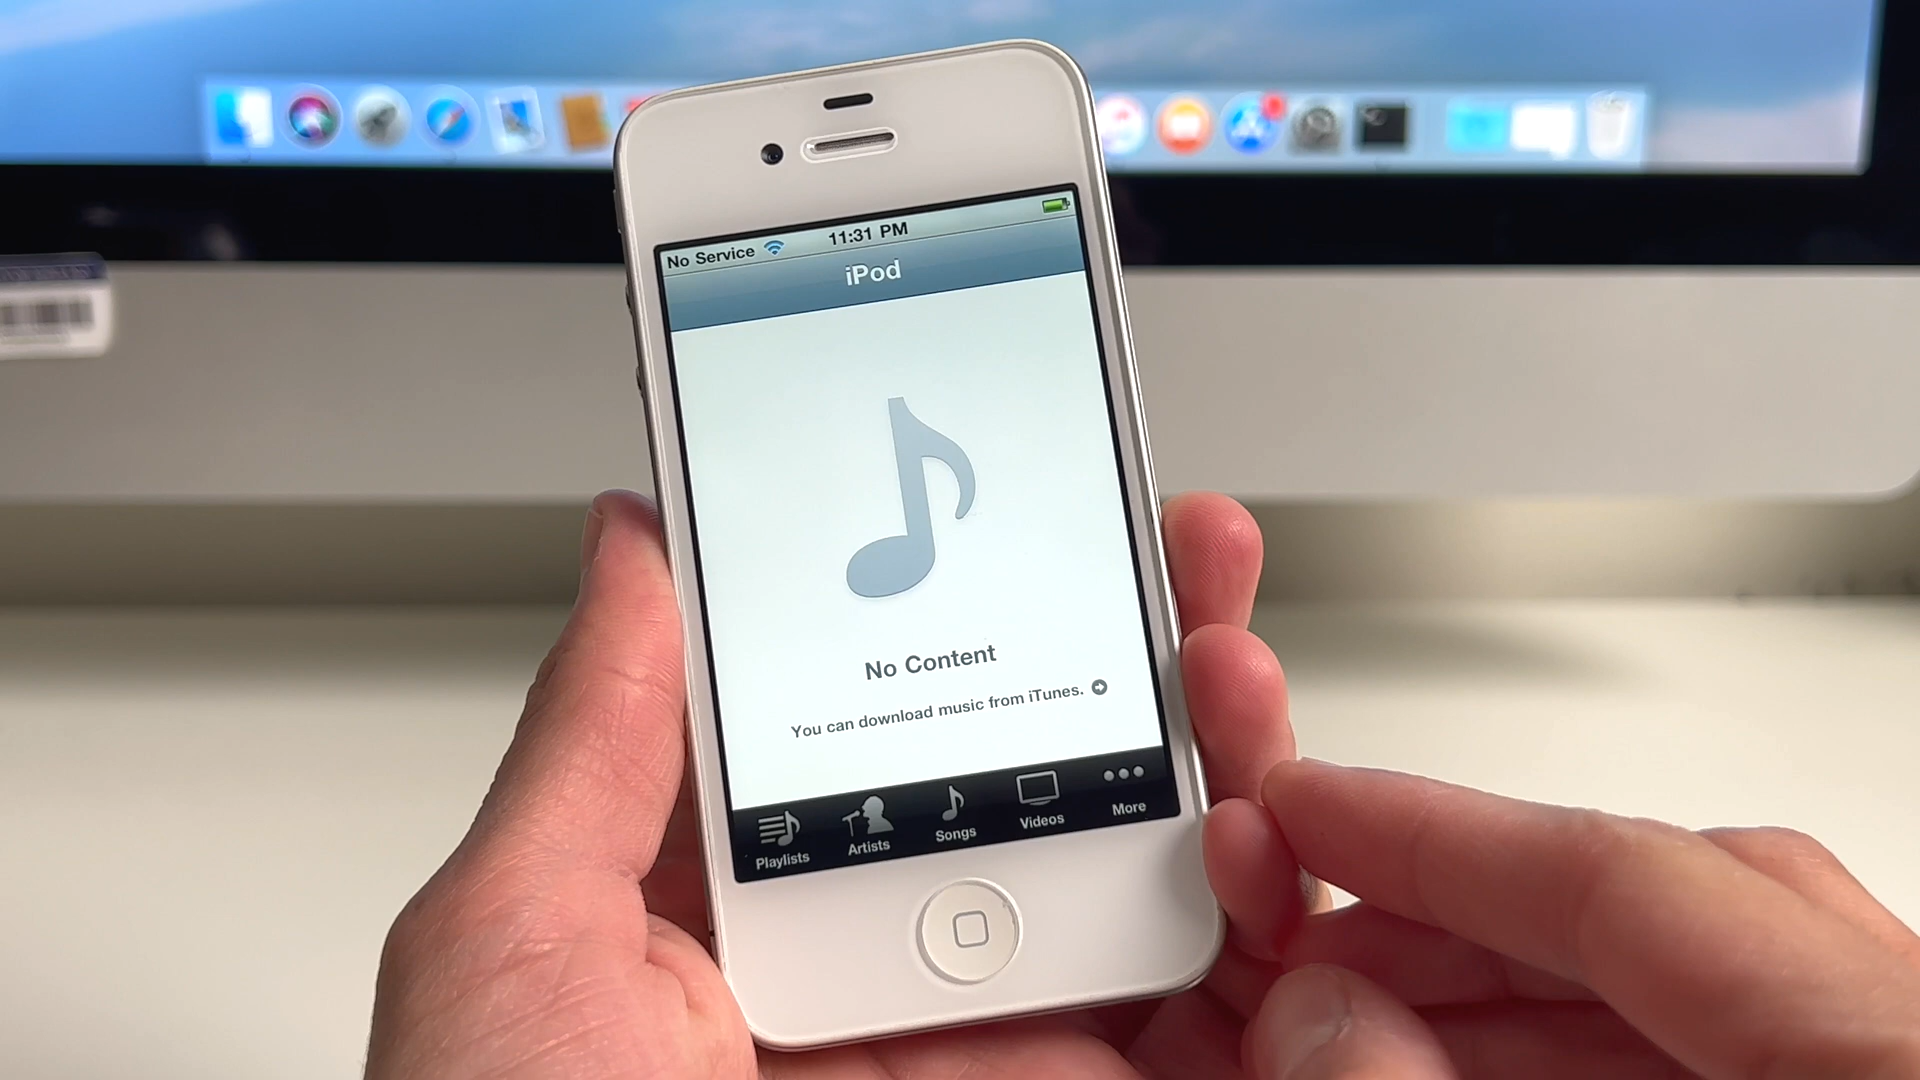 No Service 11:31 PM
iPod
No Content
You can download music from iTunes.
Playlists Artists Songs Videos More